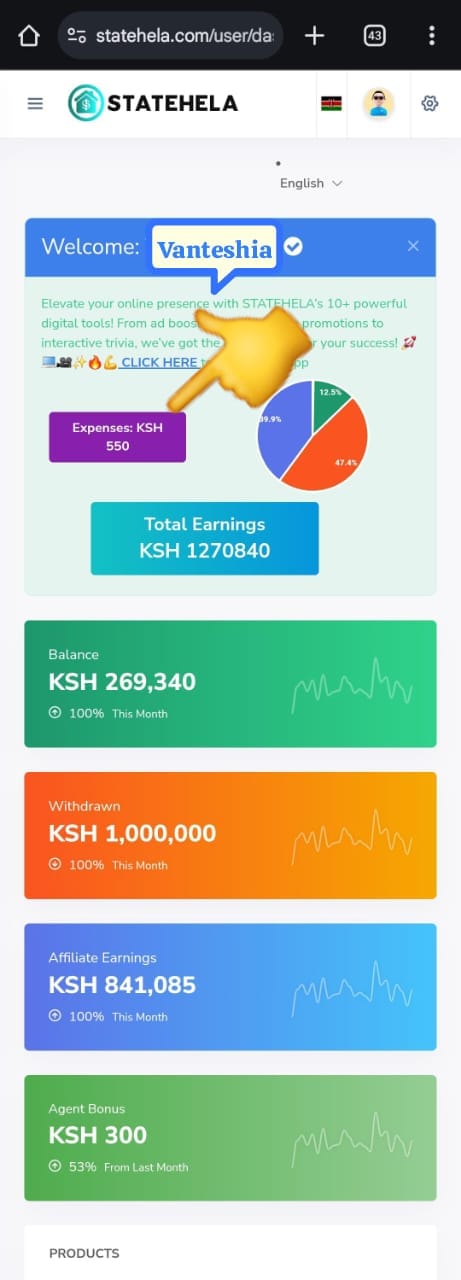 statehela.com/user/da
43
STATEHELA
English
Welcome: Vanteshia
Elevate your online presence with STATEHELA's 10+ powerful
digital tools! From ad boos promotions to
interactive trivia, we've got the r your success! 🚀
💻🎥✨🔥💪 CLICK HERE
Expenses: KSH
550
12.5%
39.9%
47.4%
Total Earnings
KSH 1270840
Balance
KSH 269,340
100% This Month
Withdrawn
KSH 1,000,000
100% This Month
Affiliate Earnings
KSH 841,085
100% This Month
Agent Bonus
KSH 300
53% From Last Month
PRODUCTS